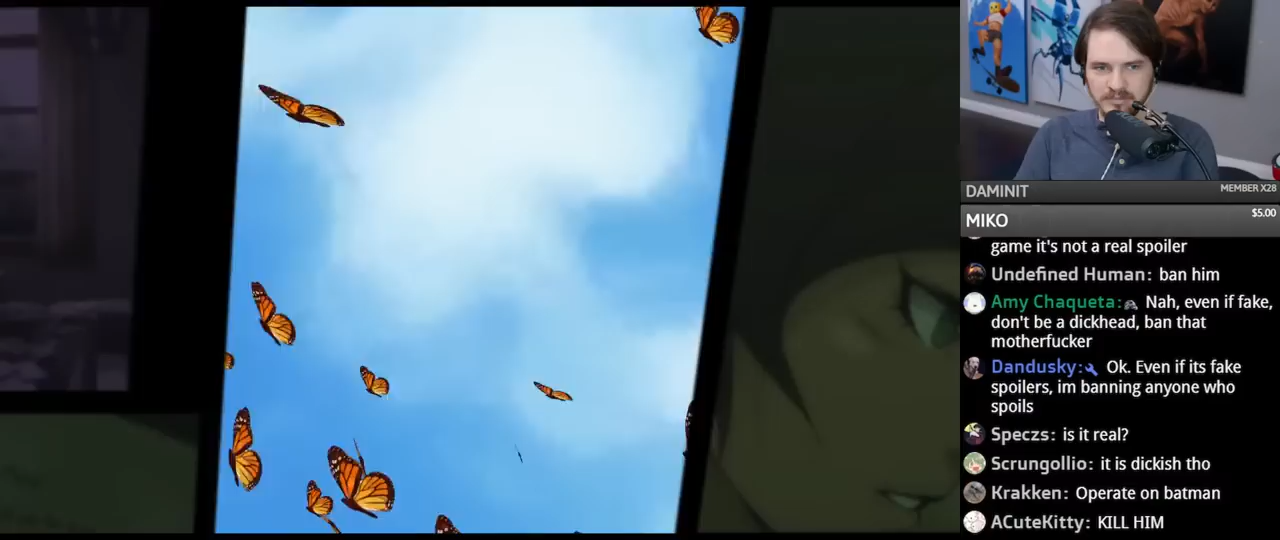 DAMINIT
MEMBER X28
MIKO
$5.00
game it's not a real spoiler
Undefined Human: ban him
Amy Chaqueta: Nah, even if fake,
don't be a dickhead, ban that
motherfucker
Dandusky: Ok. Even if its fake
spoilers, im banning anyone who
spoils
Speczs: is it real?
Scrungollio: it is dickish tho
Krakken: Operate on batman
ACuteKitty: KILL HIM